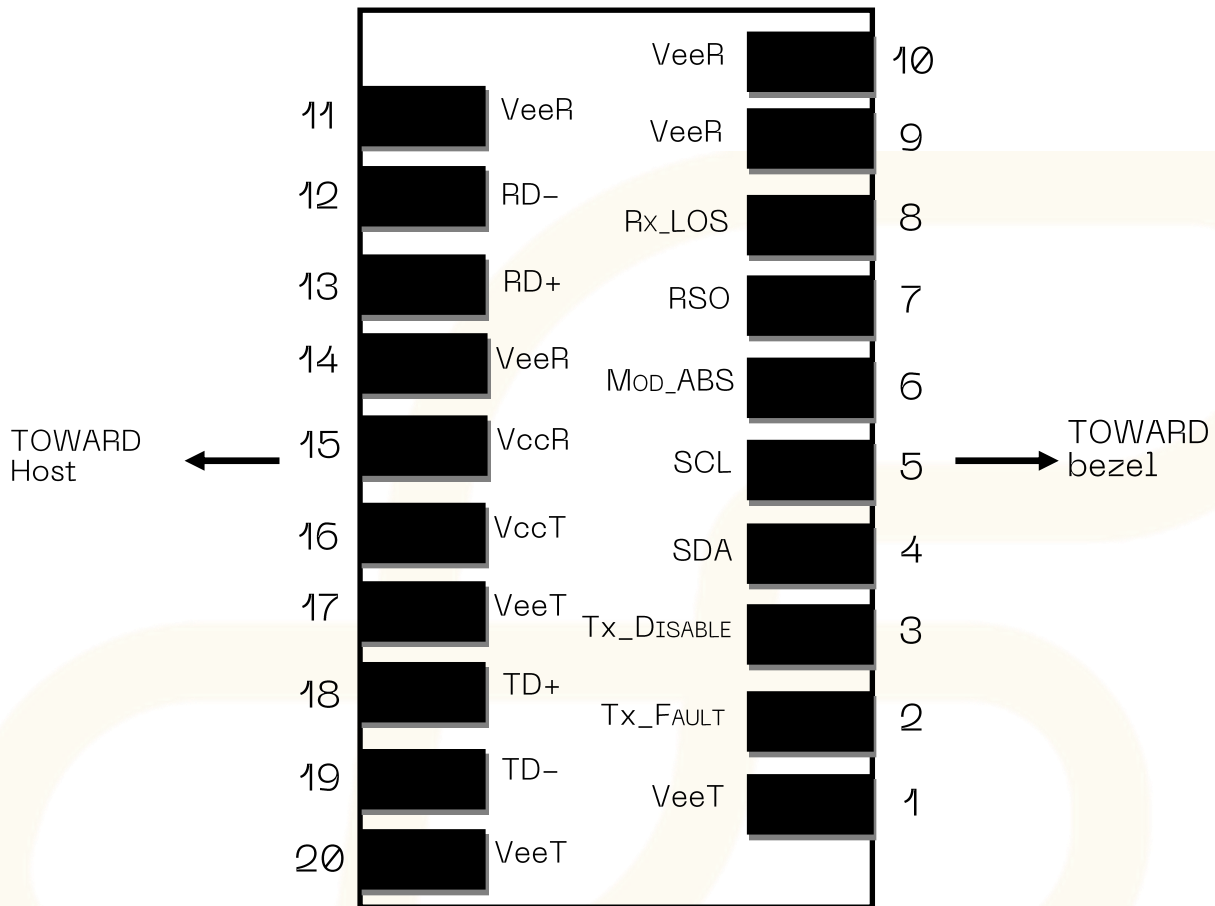 VeeR 10
11 VeeR
VeeR 9
12 RD-
Rx_LOS 8
13 RD+
RSO 7
14 VeeR
Mod_ABS 6
TOWARD
Host
15 VccR
SCL 5
TOWARD
bezel
16 VccT
SDA 4
17 VeeT
Tx_Disable 3
18 TD+
Tx_Fault 2
19 TD-
VeeT 1
20 VeeT